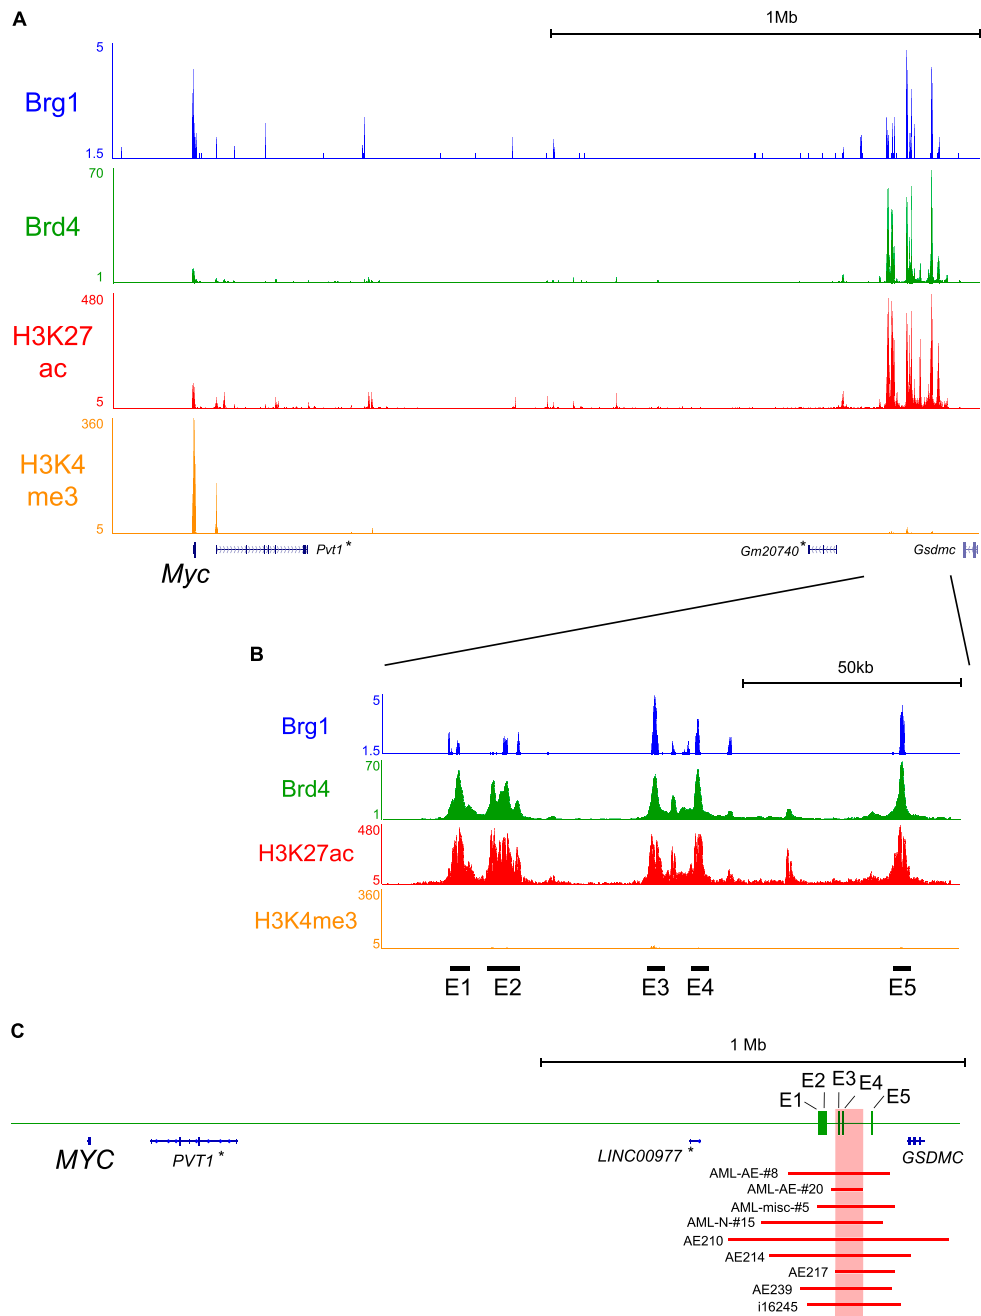 A
1Mb
5
Brg1
1.5
70
Brd4
1
480
H3K27
ac
5
360
H3K4
me3
5
Myc
Pvt1 *
Gm20740 *
Gsdmc
B
50kb
5
Brg1
1.5
70
Brd4
1
480
H3K27ac
5
360
H3K4me3
5
E1 E2 E3 E4 E5
C
1 Mb
E1 E2 E3 E4 E5
MYC PVT1 * LINC00977 * GSDMC
AML-AE-#8
AML-AE-#20
AML-misc-#5
AML-N-#15
AE210
AE214
AE217
AE239
i16245